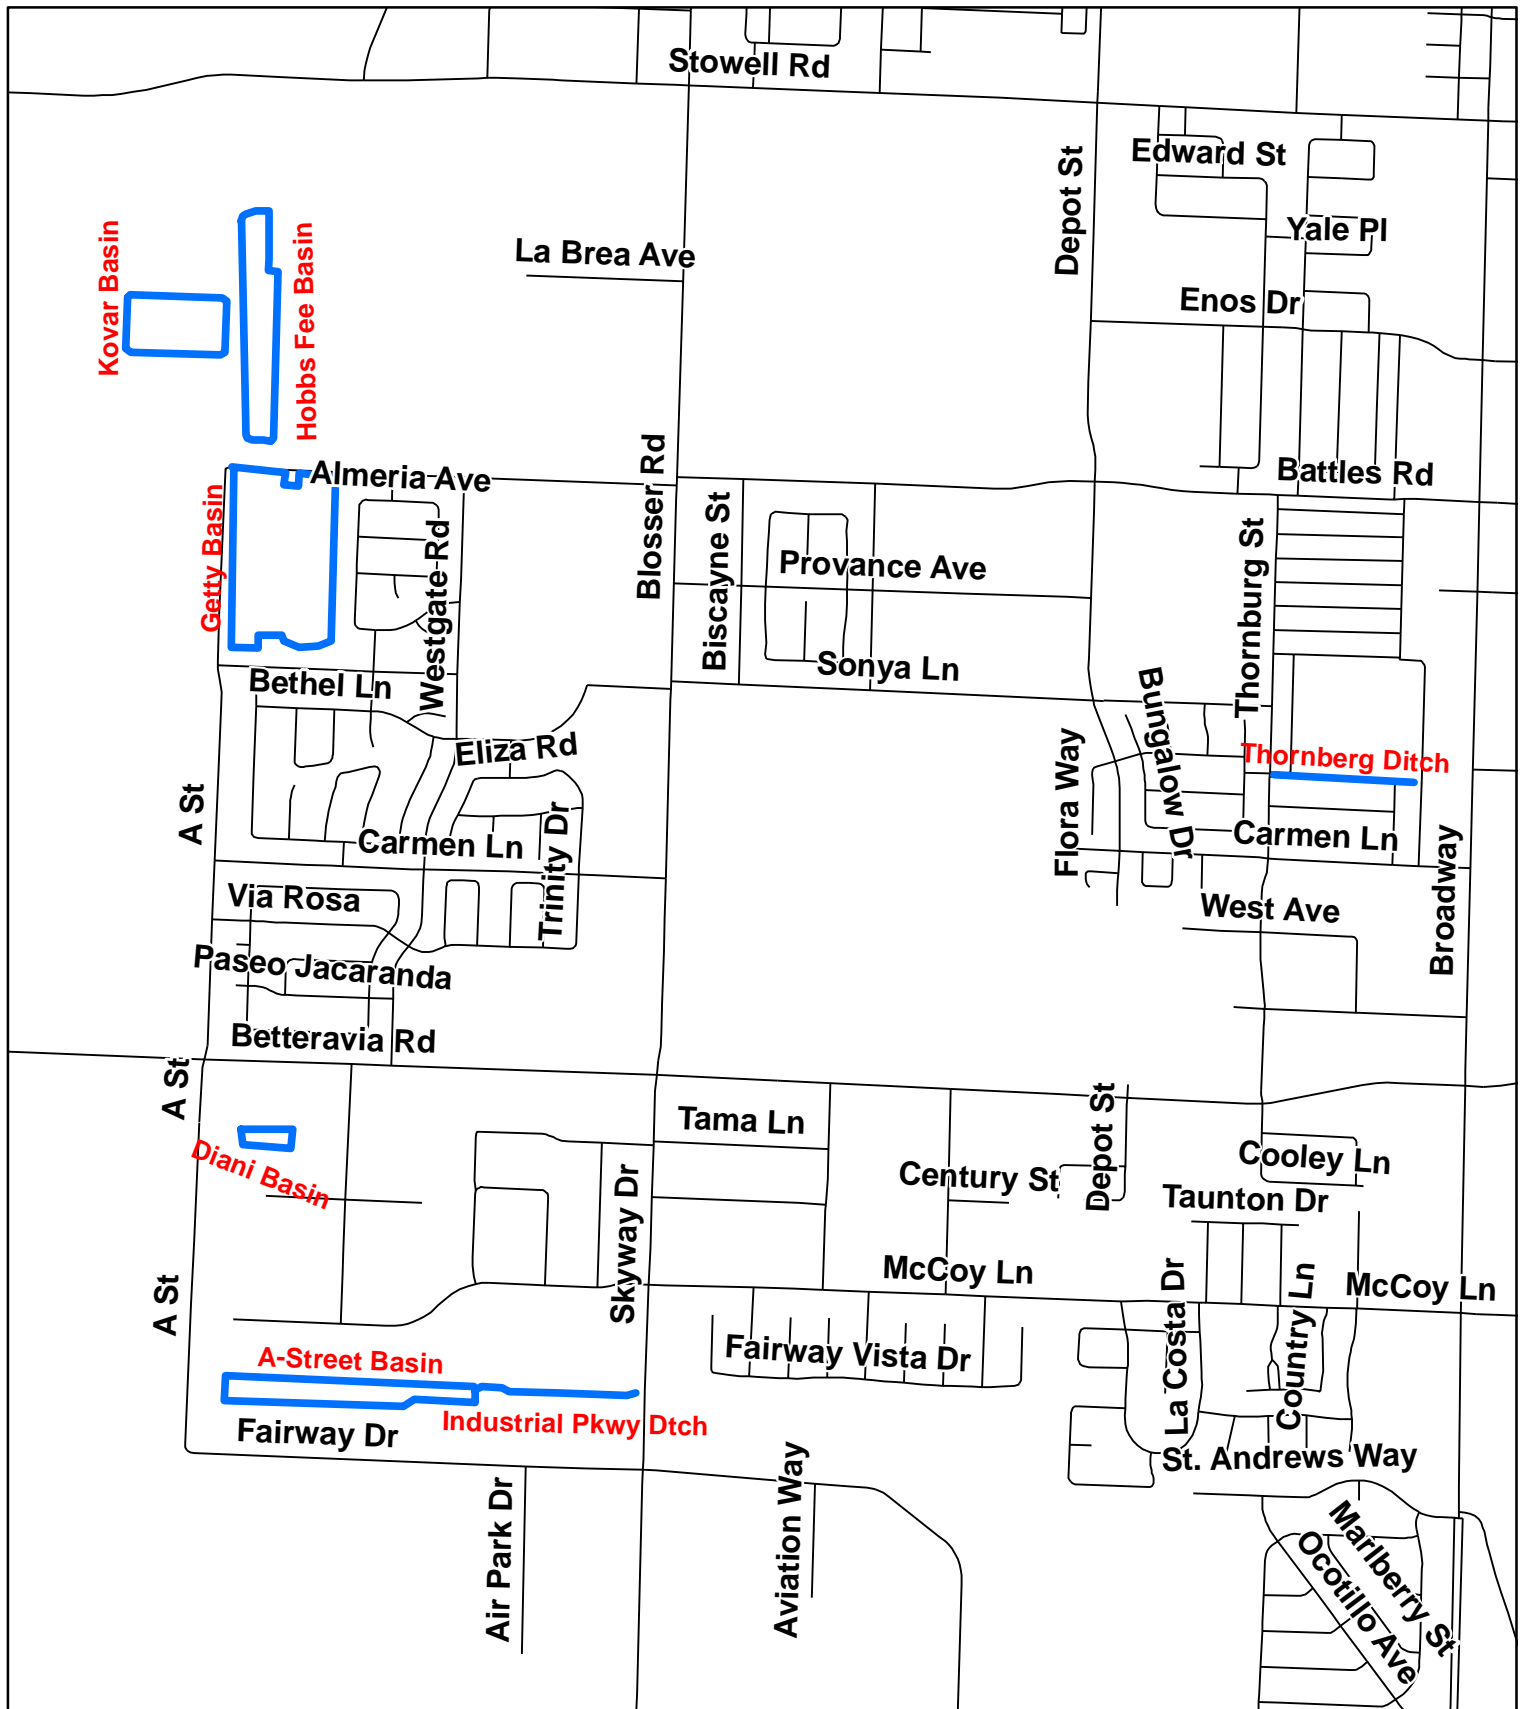 Stowell Rd
Edward St
Depot St
Yale Pl
La Brea Ave
Kovar Basin
Hobbs Fee Basin
Enos Dr
Almeria Ave
Battles Rd
Blosser Rd
Getty Basin
Westgate Rd
Biscayne St
Provance Ave
Thornburg St
Sonya Ln
Bethel Ln
Bungalow Dr
Eliza Rd
Flora Way
Thornberg Ditch
A St
Trinity Dr
Carmen Ln
Carmen Ln
Broadway
Via Rosa
West Ave
Paseo Jacaranda
Betteravia Rd
A St
Tama Ln
Depot St
Diani Basin
Century St
Cooley Ln
Skyway Dr
Taunton Dr
McCoy Ln
McCoy Ln
A St
La Costa Dr
Country Ln
Fairway Vista Dr
A-Street Basin
Industrial Pkwy Dtch
Fairway Dr
St. Andrews Way
Air Park Dr
Aviation Way
Marlberry St
Ocotillo Ave